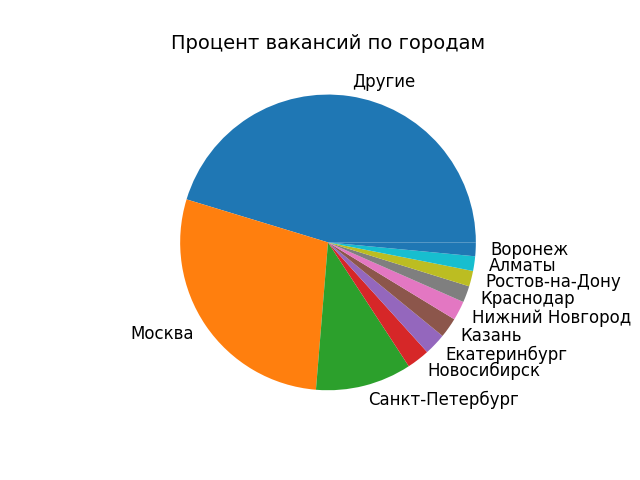 Процент вакансий по городам
Другие
Москва
Санкт-Петербург
Новосибирск
Екатеринбург
Казань
Нижний Новгород
Краснодар
Ростов-на-Дону
Алматы
Воронеж